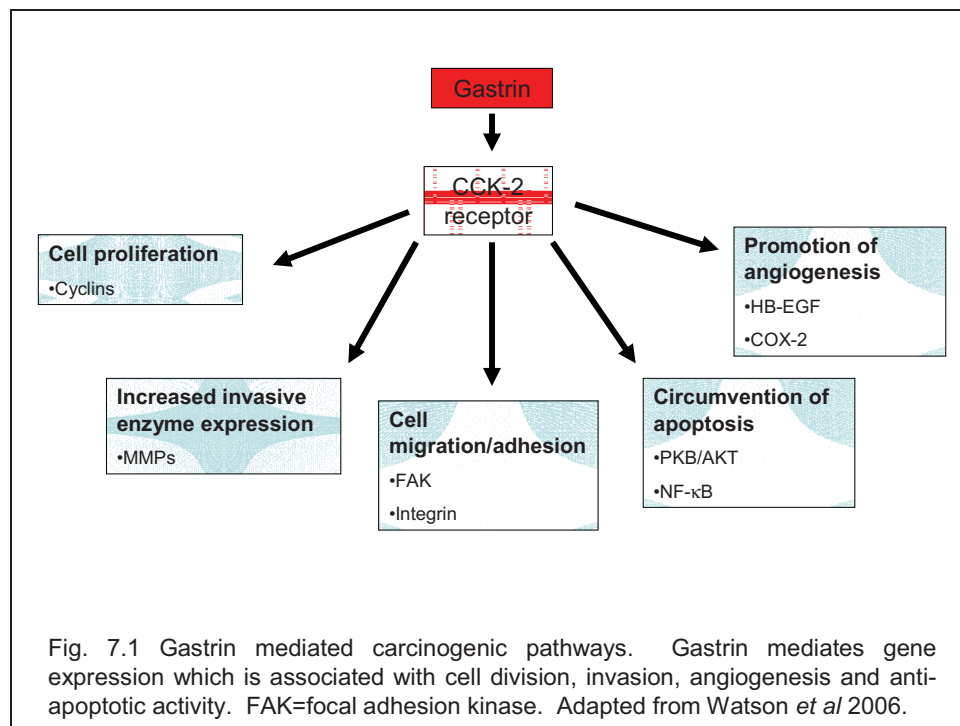 Gastrin
CCK-2
receptor
Cell proliferation
•Cyclins
Increased invasive
enzyme expression
•MMPs
Cell
migration/adhesion
•FAK
•Integrin
Circumvention of
apoptosis
•PKB/AKT
•NF-κB
Promotion of
angiogenesis
•HB-EGF
•COX-2
Fig. 7.1 Gastrin mediated carcinogenic pathways. Gastrin mediates gene
expression which is associated with cell division, invasion, angiogenesis and anti-
apoptotic activity. FAK=focal adhesion kinase. Adapted from Watson et al 2006.